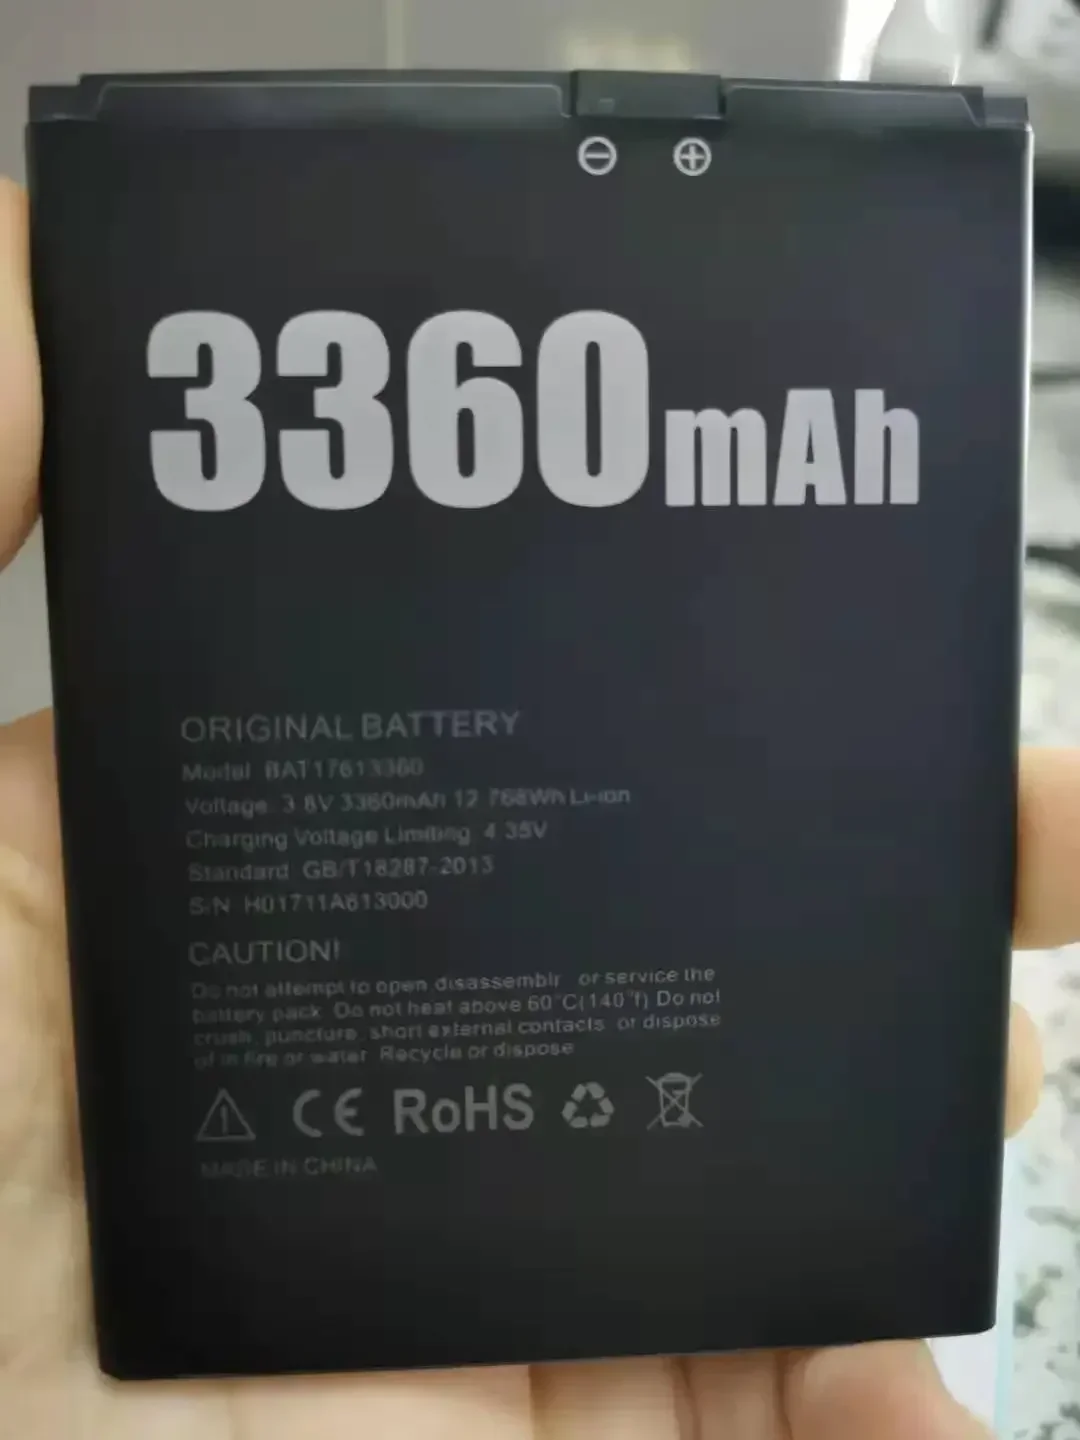 3360mAh
ORIGINAL BATTERY
Model BAT17613360
Voltage 3.8V 3360mAh 12.768Wh Li-ion
Charging Voltage Limiting 4.35V
Standard GB/T18287-2013
S/N H01711A613000
CAUTION!
Do not attempt to open disassemblr or service the
battery pack Do not heat above 60°C(140°f) Do not
crush, puncture, short external contacts or dispose
of in fire or water Recycle or dispose
CE RoHS
MADE IN CHINA